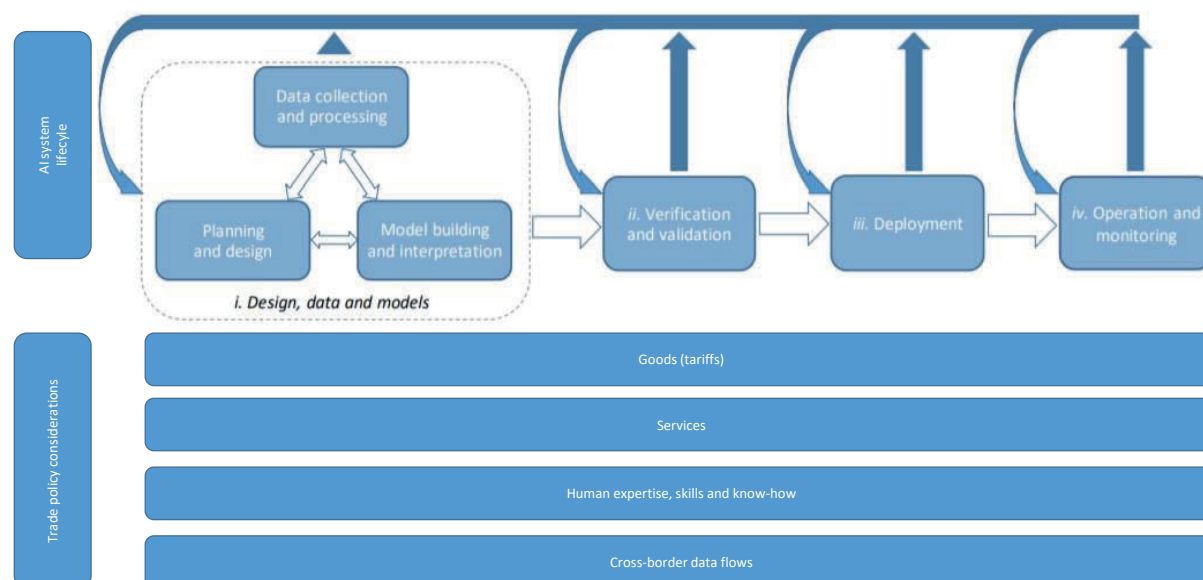 AI system
lifecyle
Data collection
and processing
Planning
and design
Model building
and interpretation
i. Design, data and models
ii. Verification
and validation
iii. Deployment
iv. Operation and
monitoring
Trade policy considerations
Goods (tariffs)
Services
Human expertise, skills and know-how
Cross-border data flows